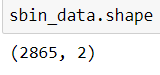 sbin_data.shape
(2865, 2)